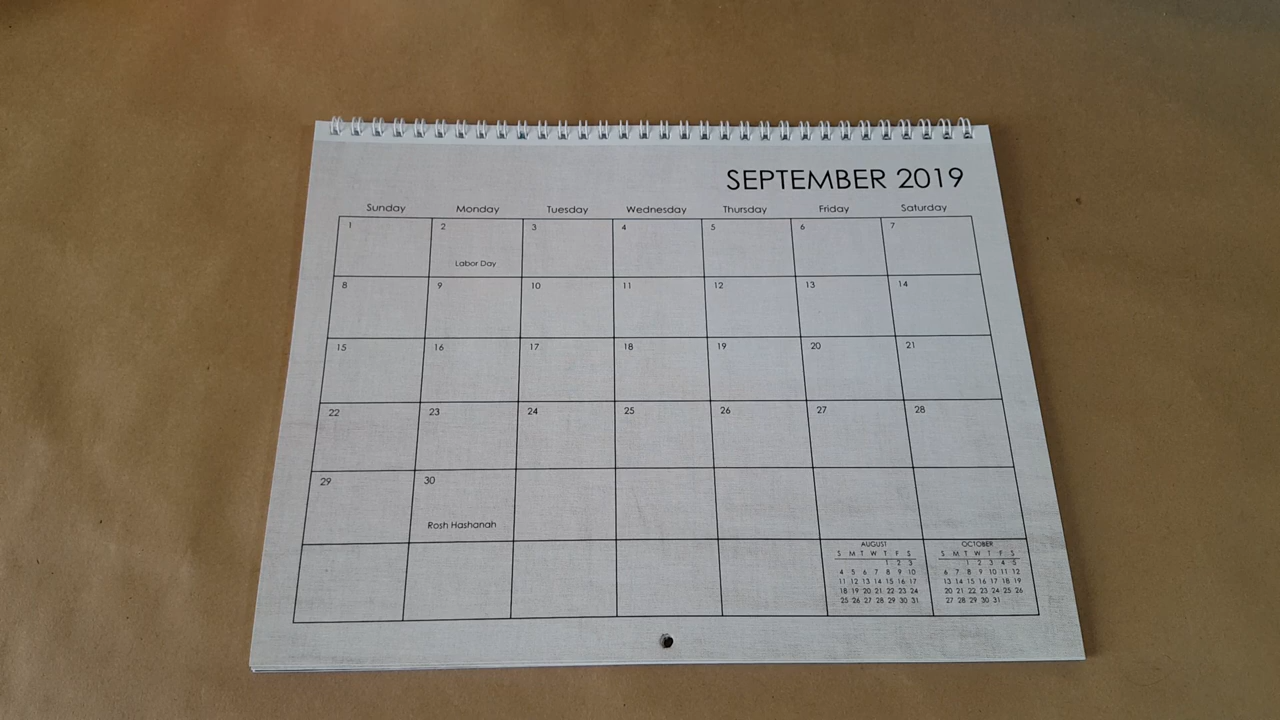 SEPTEMBER 2019
Sunday Monday Tuesday Wednesday Thursday Friday Saturday
1 2 3 4 5 6 7
Labor Day
8 9 10 11 12 13 14
15 16 17 18 19 20 21
22 23 24 25 26 27 28
29 30
Rosh Hashanah
AUGUST
S M T W T F S
1 2 3
4 5 6 7 8 9 10
11 12 13 14 15 16 17
18 19 20 21 22 23 24
25 26 27 28 29 30 31
OCTOBER
S M T W T F S
1 2 3 4 5
6 7 8 9 10 11 12
13 14 15 16 17 18 19
20 21 22 23 24 25 26
27 28 29 30 31